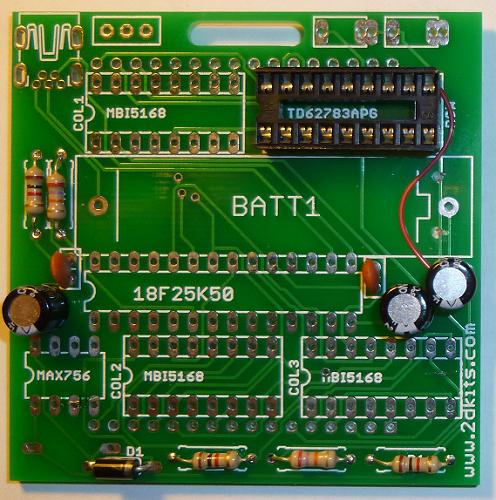 COL1
MBI5168
TD62783APG
BATT1
18F25K50
MAX756
COL2
MBI5168
COL3
MBI5168
www.2dkits.com
D1